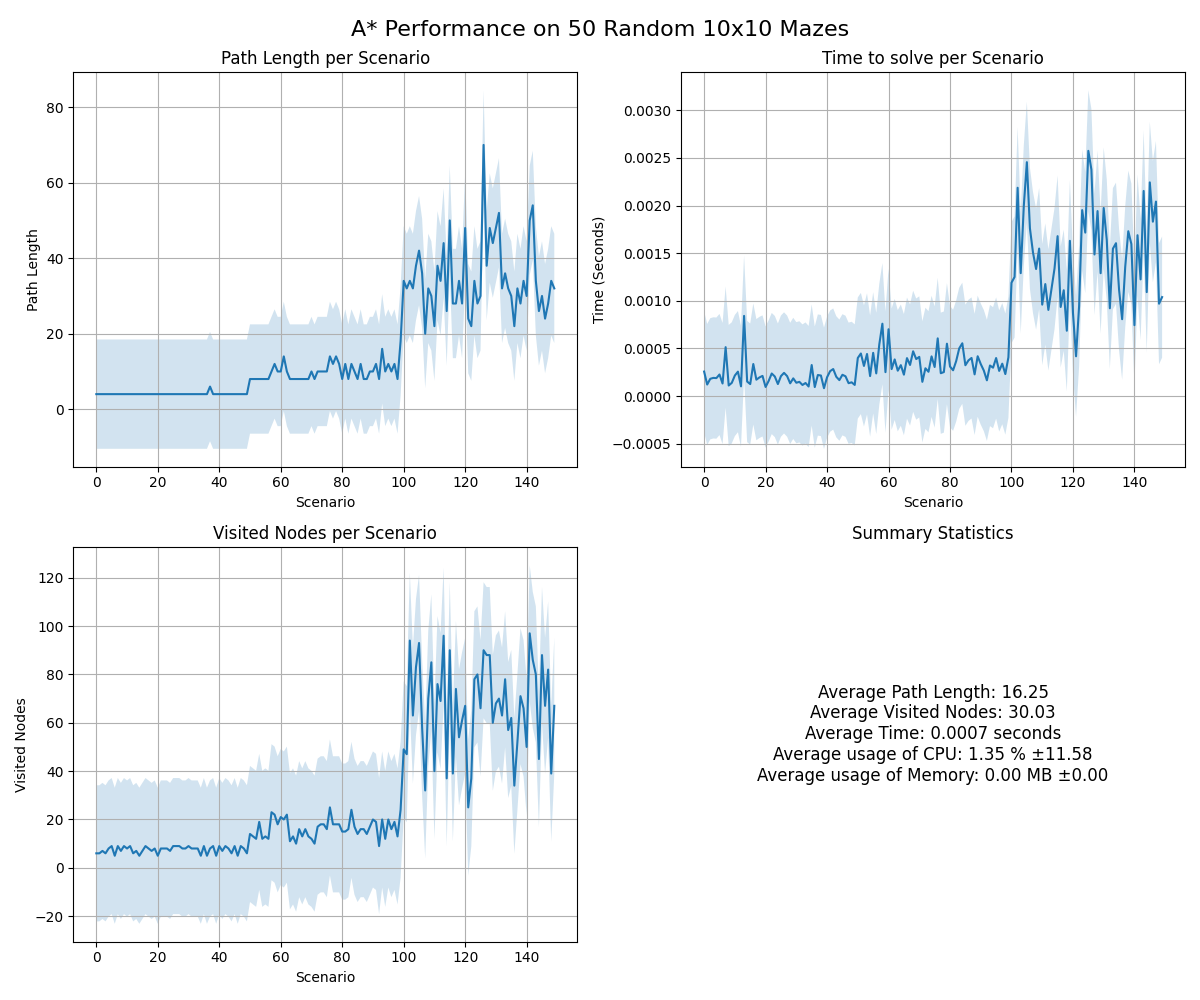 A* Performance on 50 Random 10x10 Mazes
Path Length per Scenario
Path Length
80
60
40
20
0
0 20 40 60 80 100 120 140
Scenario
Time to solve per Scenario
Time (Seconds)
0.0030
0.0025
0.0020
0.0015
0.0010
0.0005
0.0000
−0.0005
0 20 40 60 80 100 120 140
Scenario
Visited Nodes per Scenario
Visited Nodes
120
100
80
60
40
20
0
−20
0 20 40 60 80 100 120 140
Scenario
Summary Statistics
Average Path Length: 16.25
Average Visited Nodes: 30.03
Average Time: 0.0007 seconds
Average usage of CPU: 1.35 % ±11.58
Average usage of Memory: 0.00 MB ±0.00